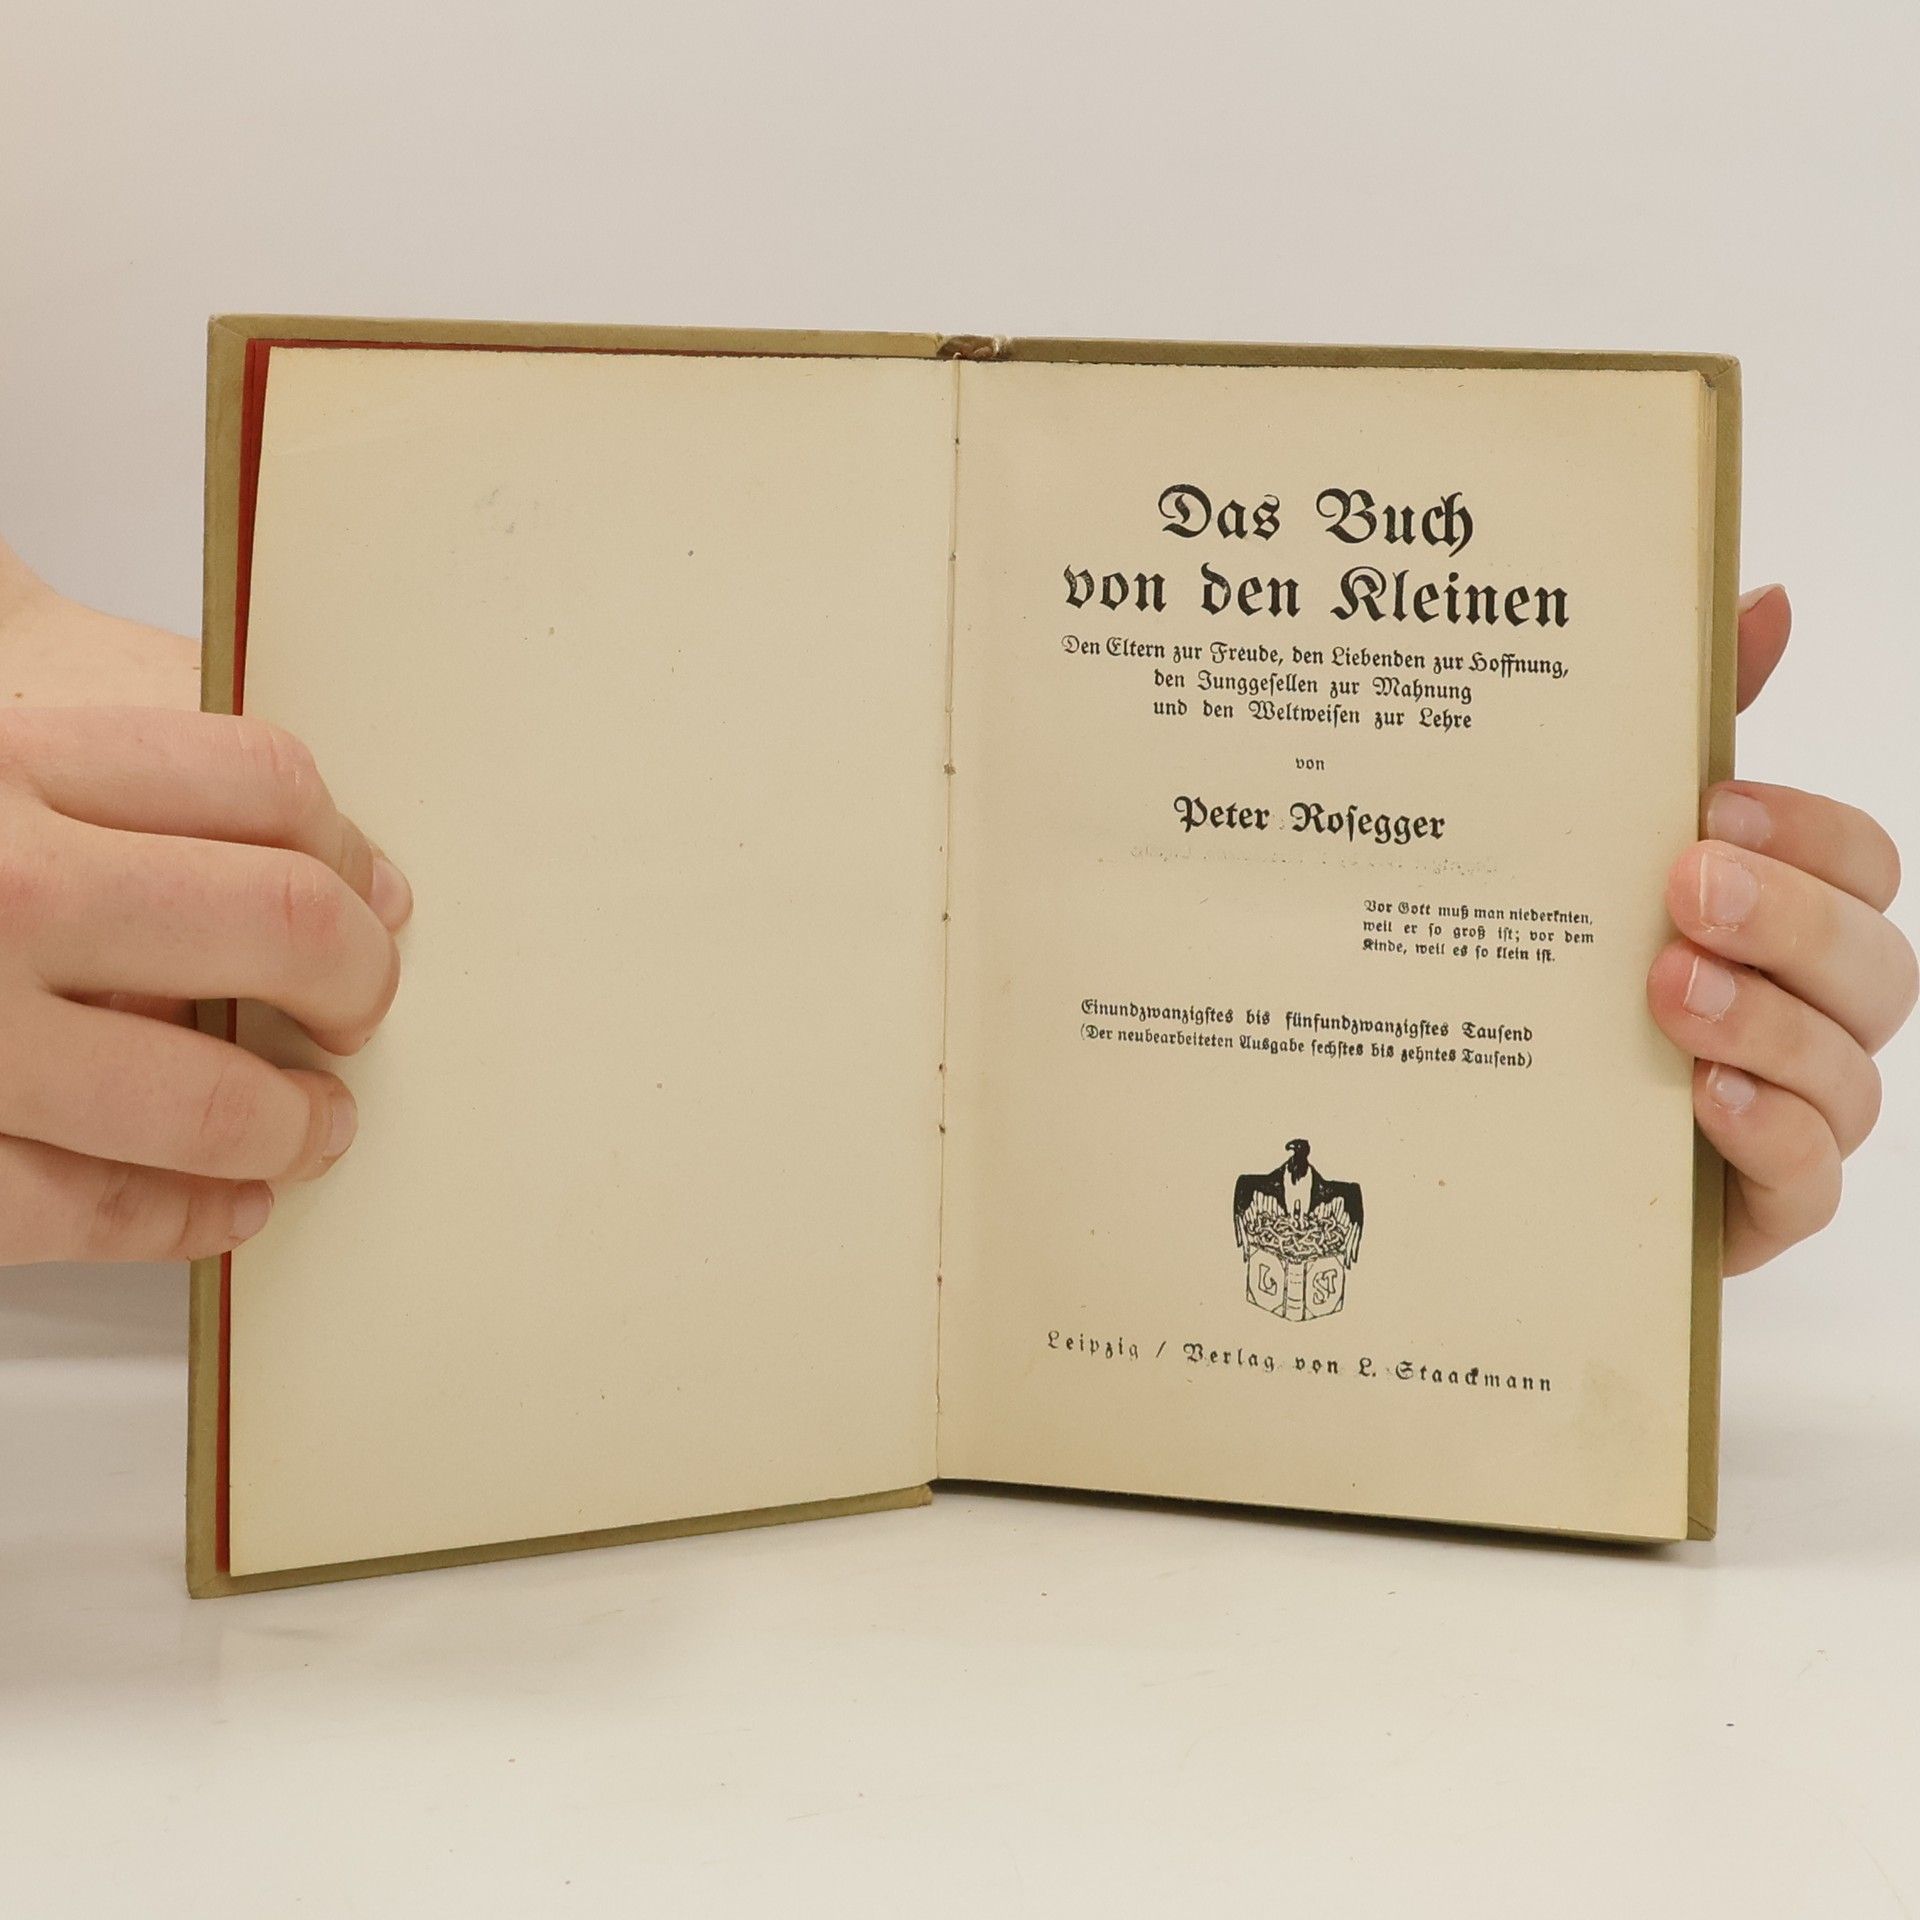 Das Buch
von den Kleinen
Den Eltern zur Freude, den Liebenden zur Hoffnung,
den Junggeſellen zur Mahnung
und den Weltweiſen zur Lehre
von
Peter Roſegger
Vor Gott muß man niederknien,
weil er ſo groß iſt; vor dem
Kinde, weil es ſo klein iſt.
Einundzwanzigſtes bis fünfundzwanzigſtes Tauſend
(Der neubearbeiteten Ausgabe ſechſtes bis zehntes Tauſend)
L ST
Leipzig / Verlag von L. Staackmann